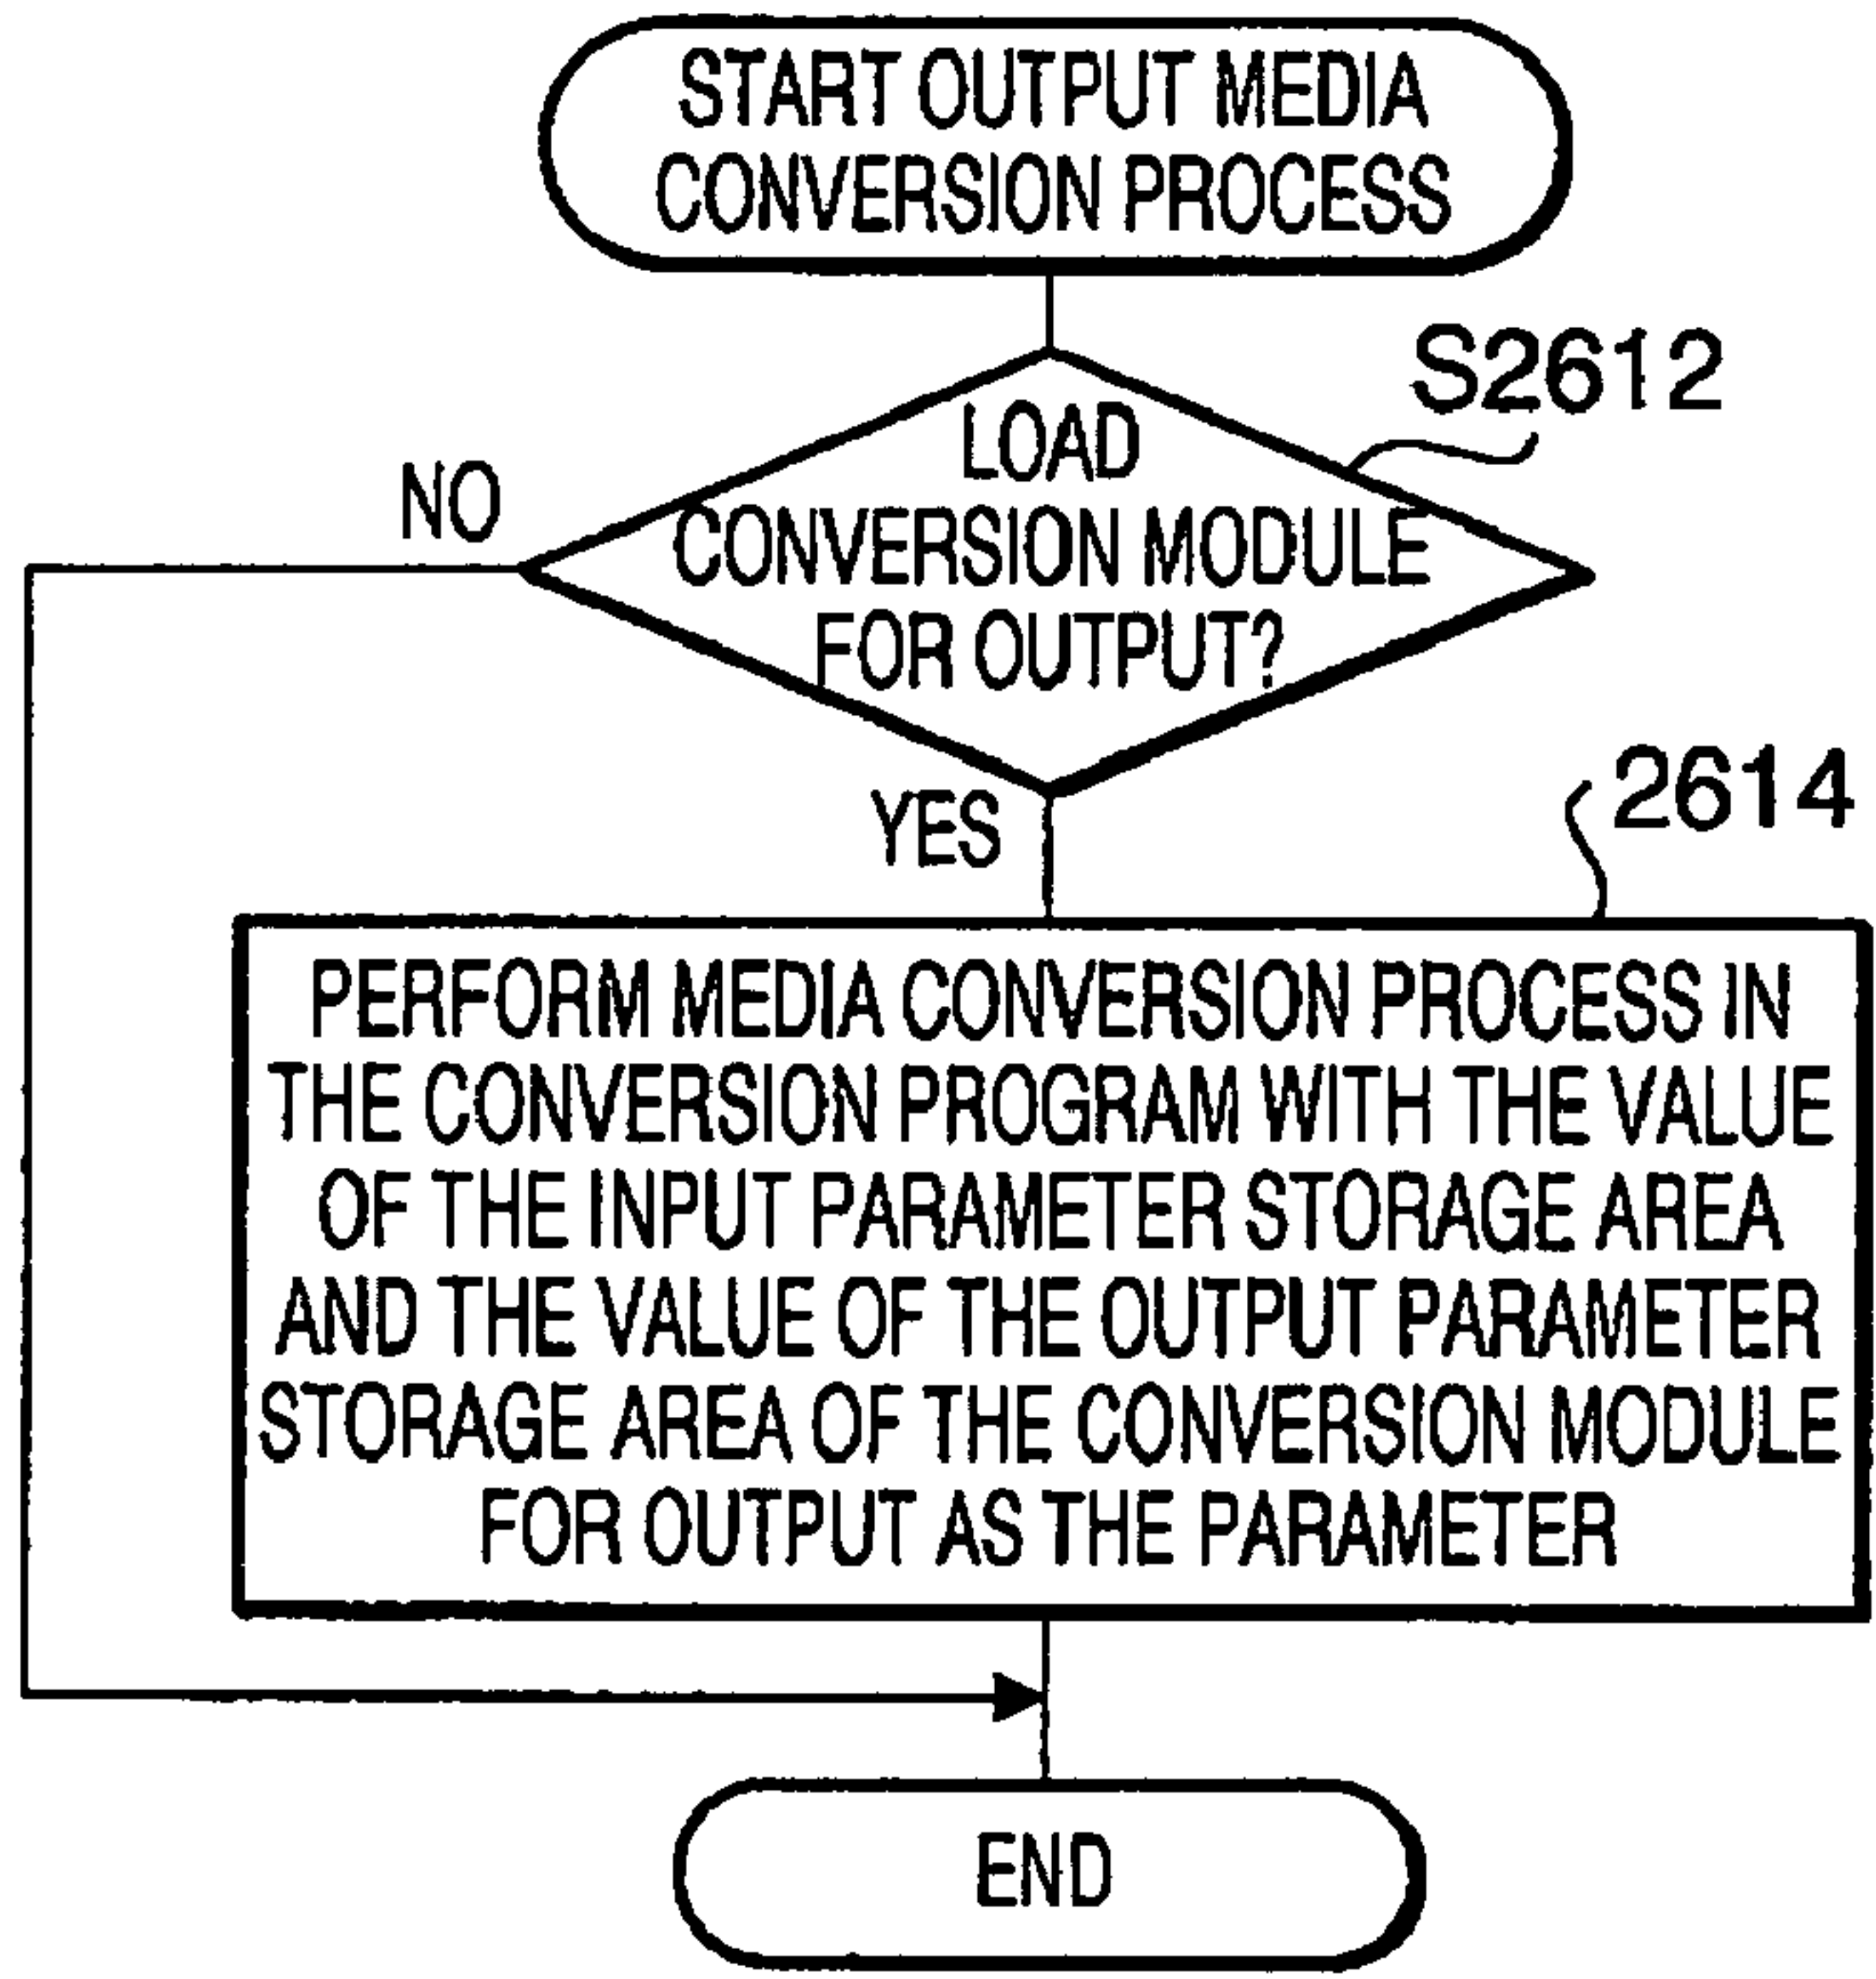 START OUTPUT MEDIA
CONVERSION PROCESS
S2612
LOAD
CONVERSION MODULE
FOR OUTPUT?
NO
YES
2614
PERFORM MEDIA CONVERSION PROCESS IN
THE CONVERSION PROGRAM WITH THE VALUE
OF THE INPUT PARAMETER STORAGE AREA
AND THE VALUE OF THE OUTPUT PARAMETER
STORAGE AREA OF THE CONVERSION MODULE
FOR OUTPUT AS THE PARAMETER
END